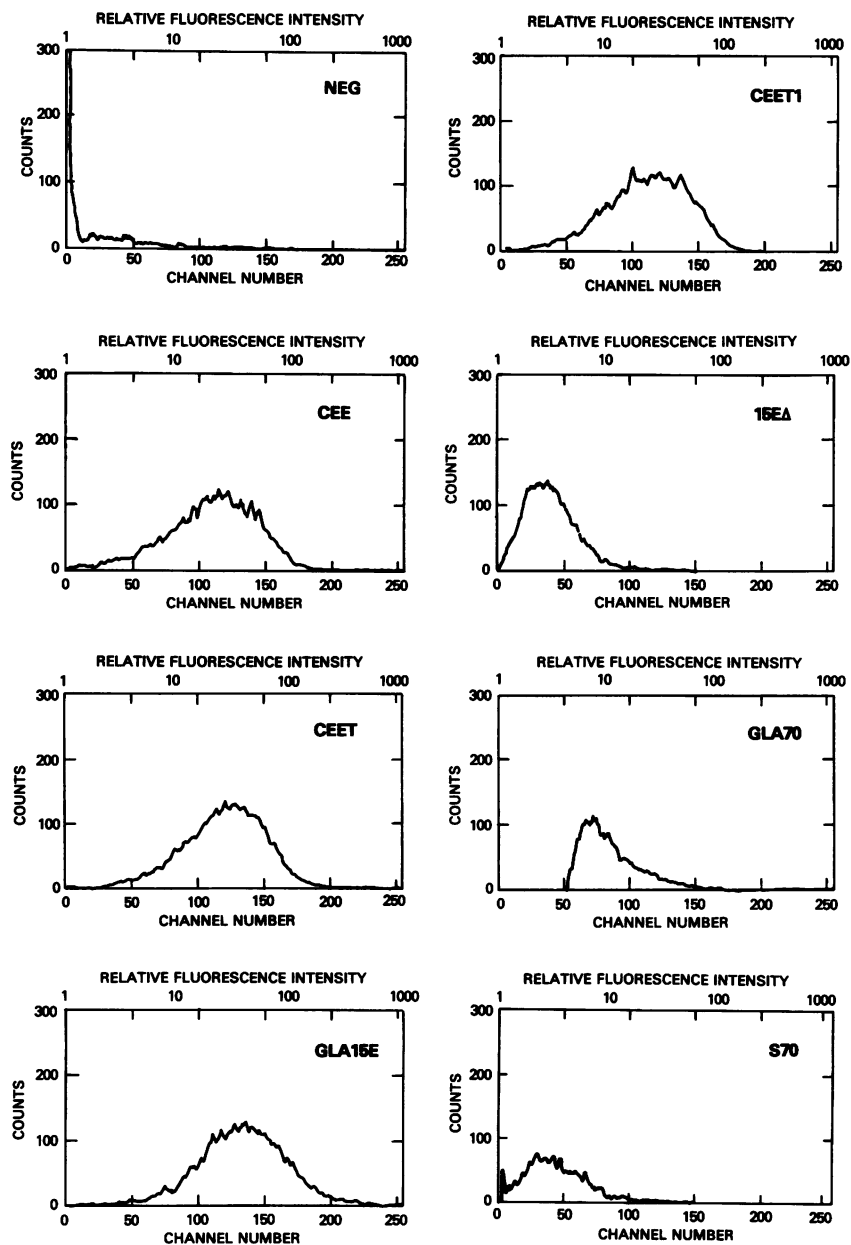 RELATIVE FLUORESCENCE INTENSITY
1 10 100 1000
300
200
100
0
COUNTS
NEG
0 50 100 150 200 250
CHANNEL NUMBER
RELATIVE FLUORESCENCE INTENSITY
1 10 100 1000
300
200
100
0
COUNTS
CEET1
0 50 100 150 200 250
CHANNEL NUMBER
RELATIVE FLUORESCENCE INTENSITY
1 10 100 1000
300
200
100
0
COUNTS
CEE
0 50 100 150 200 250
CHANNEL NUMBER
RELATIVE FLUORESCENCE INTENSITY
1 10 100 1000
300
200
100
0
COUNTS
15EΔ
0 50 100 150 200 250
CHANNEL NUMBER
RELATIVE FLUORESCENCE INTENSITY
1 10 100 1000
300
200
100
0
COUNTS
CEET
0 50 100 150 200 250
CHANNEL NUMBER
RELATIVE FLUORESCENCE INTENSITY
1 10 100 1000
300
200
100
0
COUNTS
GLA70
0 50 100 150 200 250
CHANNEL NUMBER
RELATIVE FLUORESCENCE INTENSITY
1 10 100 1000
300
200
100
0
COUNTS
GLA15E
0 50 100 150 200 250
CHANNEL NUMBER
RELATIVE FLUORESCENCE INTENSITY
1 10 100 1000
300
200
100
0
COUNTS
S70
0 50 100 150 200 250
CHANNEL NUMBER